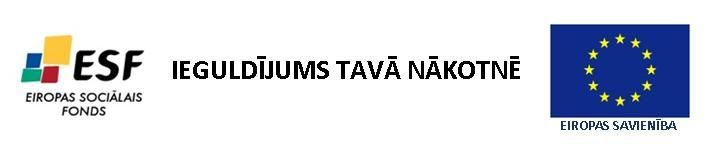 ESF
EIROPAS SOCIĀLAIS
FONDS
IEGULDĪJUMS TAVĀ NĀKOTNĒ
EIROPAS SAVIENĪBA